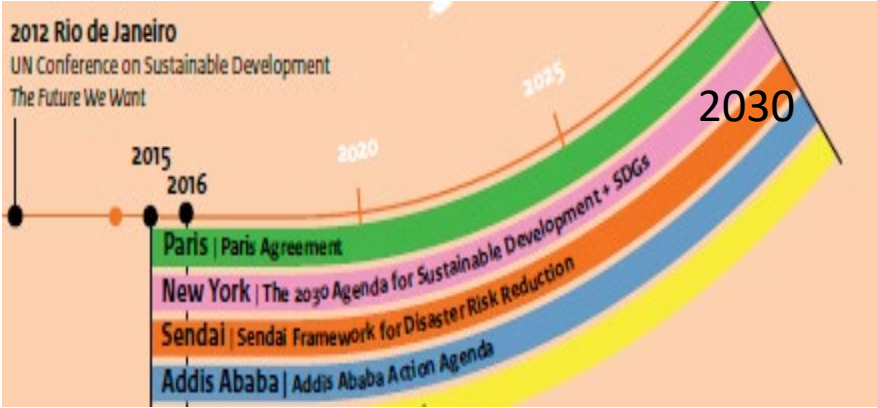 2012 Rio de Janeiro
UN Conference on Sustainable Development
The Future We Want
2015
2016
2020
2025
2030
Paris | Paris Agreement
New York | The 2030 Agenda for Sustainable Development + SDGs
Sendai | Sendai Framework for Disaster Risk Reduction
Addis Ababa | Addis Ababa Action Agenda